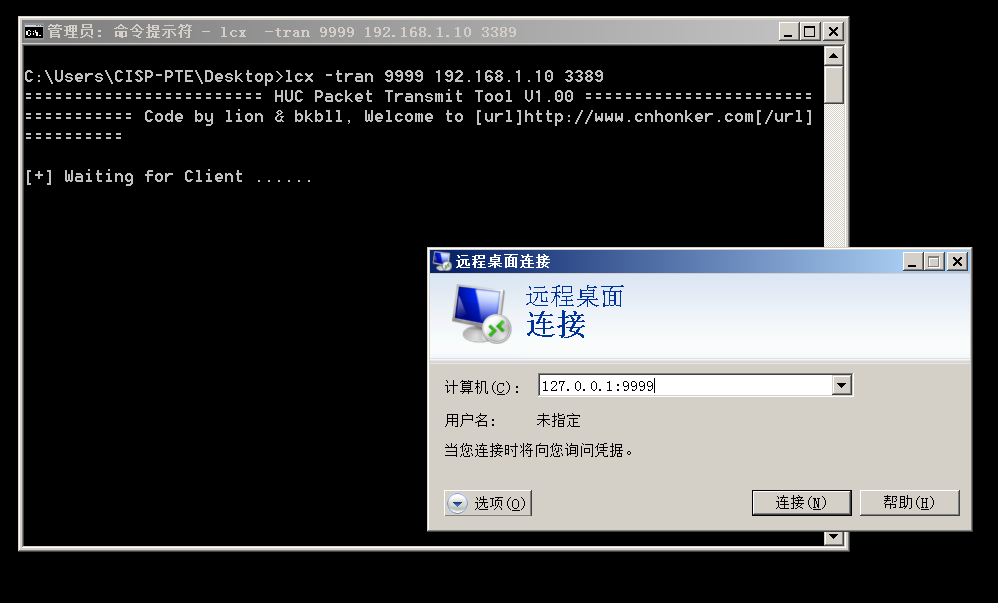 管理员: 命令提示符 - lcx  -tran 9999 192.168.1.10 3389
C:\Users\CISP-PTE\Desktop>lcx -tran 9999 192.168.1.10 3389
======================== HUC Packet Transmit Tool V1.00 =======================
=========== Code by lion & bkbll, Welcome to [url]http://www.cnhonker.com[/url]
==========
[+] Waiting for Client ......
远程桌面连接
远程桌面
连接
计算机(C): 127.0.0.1:9999
用户名: 未指定
当您连接时将向您询问凭据。
选项(O) 连接(N) 帮助(H)